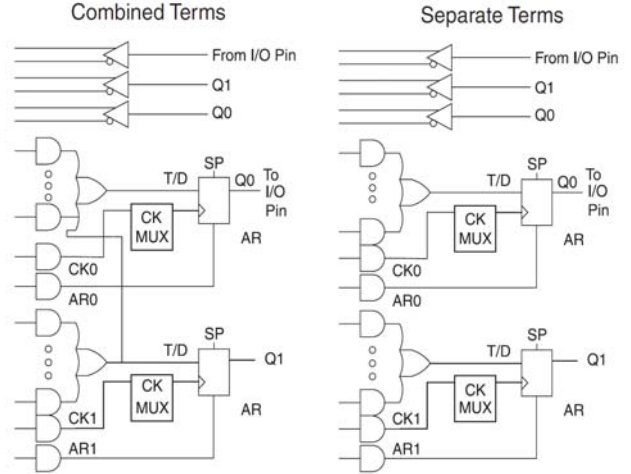 Combined Terms
From I/O Pin
Q1
Q0
SP
T/D
Q0
To
I/O
Pin
CK
MUX
AR
CK0
AR0
SP
T/D
Q1
CK
MUX
CK1
AR
AR1
Separate Terms
From I/O Pin
Q1
Q0
SP
T/D
Q0
To
I/O
Pin
CK
MUX
AR
CK0
AR0
SP
T/D
Q1
CK
MUX
CK1
AR
AR1